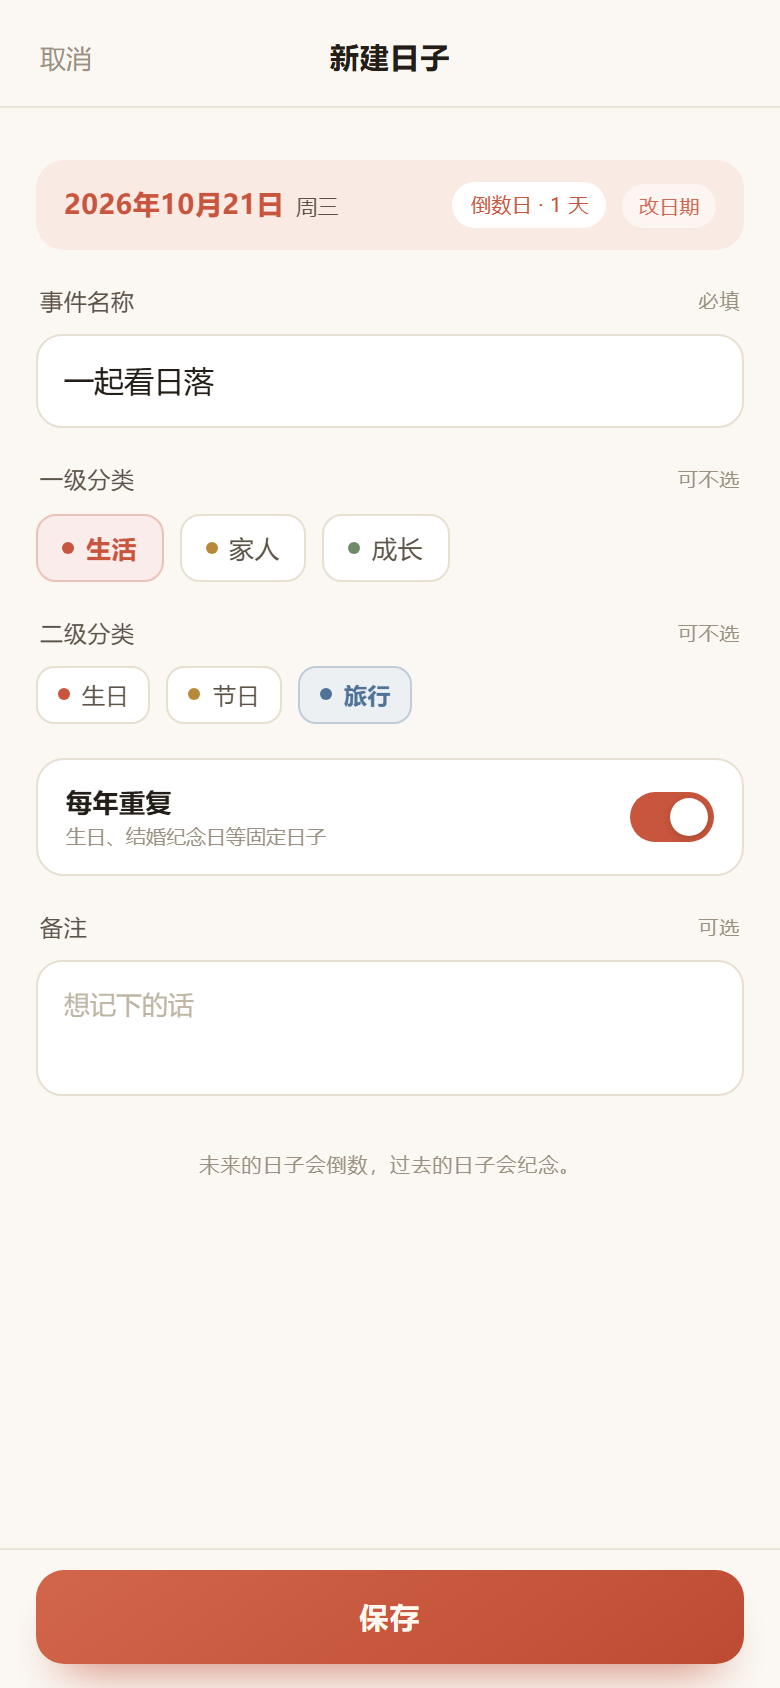 取消 新建日子
2026年10月21日 周三 倒数日 · 1 天 改日期
事件名称 必填
一起看日落
一级分类 可不选
生活 家人 成长
二级分类 可不选
生日 节日 旅行
每年重复
生日、结婚纪念日等固定日子
备注 可选
想记下的话
未来的日子会倒数，过去的日子会纪念。
保存